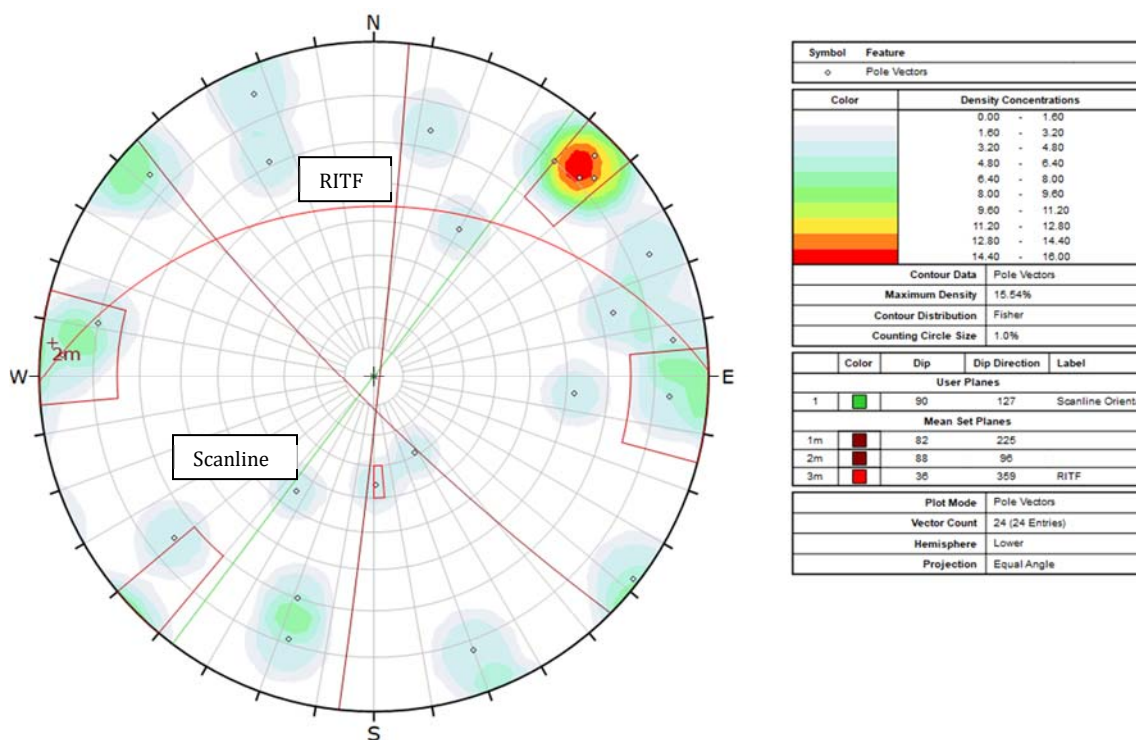 N
RITF
2m
W
E
Scanline
S
Symbol Feature
Pole Vectors
Color Density Concentrations
0.00 - 1.60
1.60 - 3.20
3.20 - 4.80
4.80 - 6.40
6.40 - 8.00
8.00 - 9.60
9.60 - 11.20
11.20 - 12.80
12.80 - 14.40
14.40 - 16.00
Contour Data Pole Vectors
Maximum Density 15.54%
Contour Distribution Fisher
Counting Circle Size 1.0%
Color Dip Dip Direction Label
User Planes
1 90 127 Scanline Orient
Mean Set Planes
1m 82 225
2m 88 96
3m 36 359 RITF
Plot Mode Pole Vectors
Vector Count 24 (24 Entries)
Hemisphere Lower
Projection Equal Angle